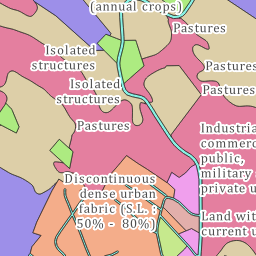 (annual crops)
Pastures
Isolated
structures
Pastures
Isolated
structures
Pastures
Pastures
Industria
commerc
public,
military
private u
Discontinuous
dense urban
fabric (S.L. :
50% - 80%)
Land wit
current u